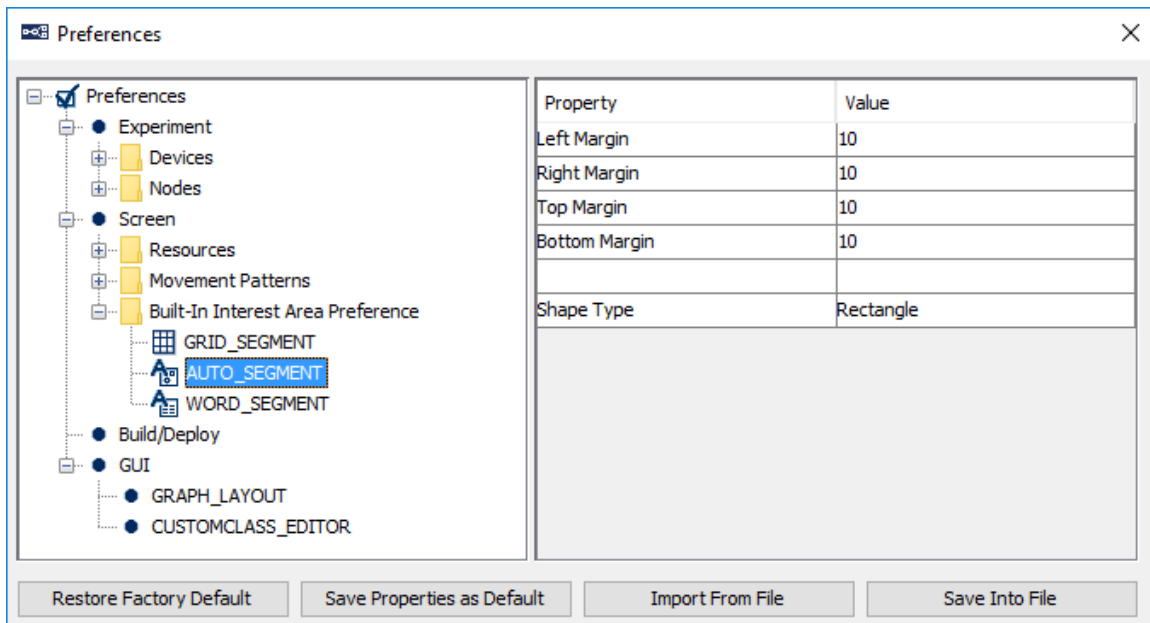 Preferences
Preferences
Experiment
Devices
Nodes
Screen
Resources
Movement Patterns
Built-In Interest Area Preference
GRID_SEGMENT
AUTO_SEGMENT
WORD_SEGMENT
Build/Deploy
GUI
GRAPH_LAYOUT
CUSTOMCLASS_EDITOR
Property Value
Left Margin 10
Right Margin 10
Top Margin 10
Bottom Margin 10
Shape Type Rectangle
Restore Factory Default Save Properties as Default Import From File Save Into File